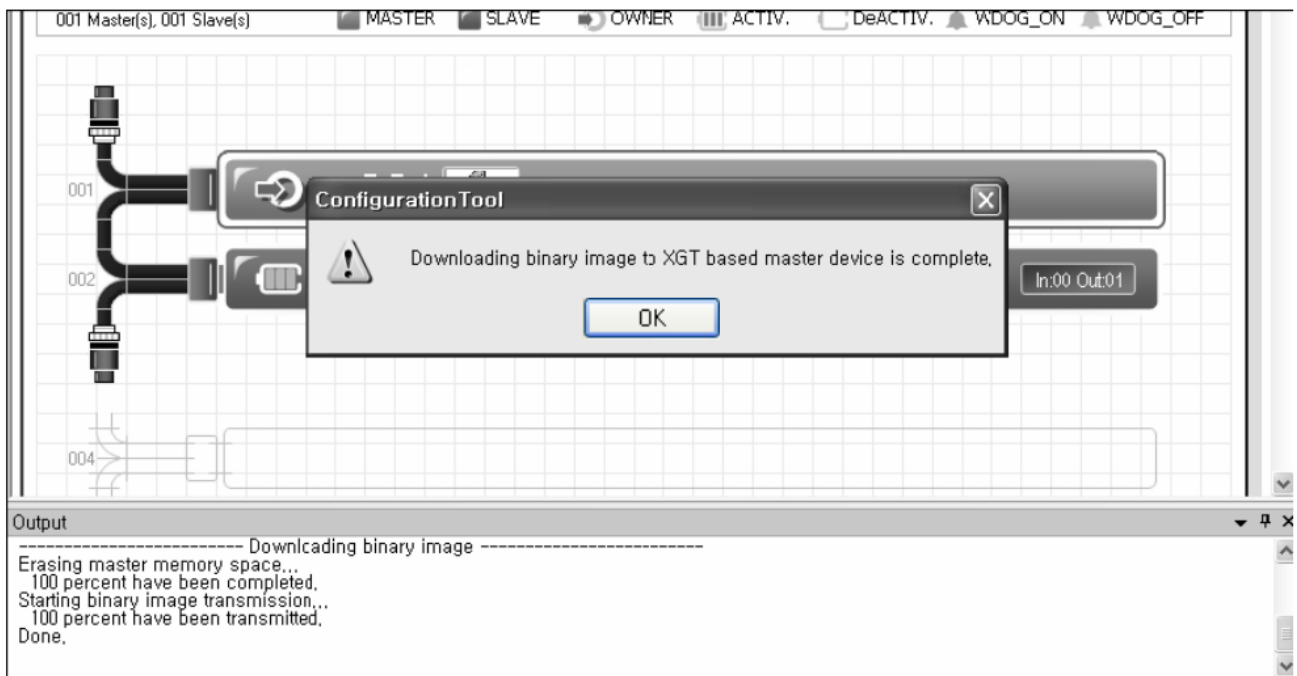 001 Master(s), 001 Slave(s) MASTER SLAVE OWNER ACTIV. DeACTIV. WDOG_ON WDOG_OFF
001
ConfigurationTool
Downloading binary image to XGT based master device is complete.
OK
002
In:00 Out:01
004
Output
------------------------- Downloading binary image -------------------------
Erasing master memory space...
100 percent have been completed.
Starting binary image transmission...
100 percent have been transmitted.
Done.